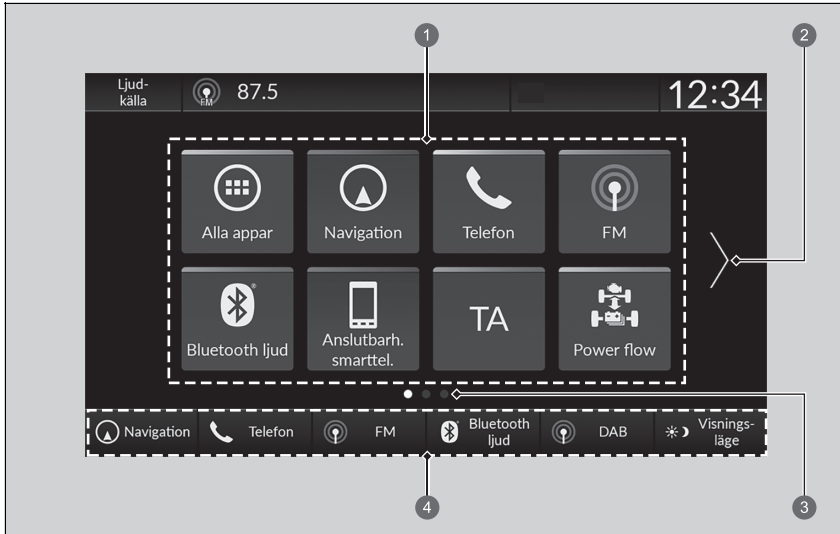 1
2
Ljud-
källa
FM
87.5
12:34
Alla appar
Navigation
Telefon
FM
Bluetooth ljud
Anslutbarh.
smarttel.
TA
Power flow
Navigation
Telefon
FM
Bluetooth
ljud
DAB
Visnings-
läge
4
3